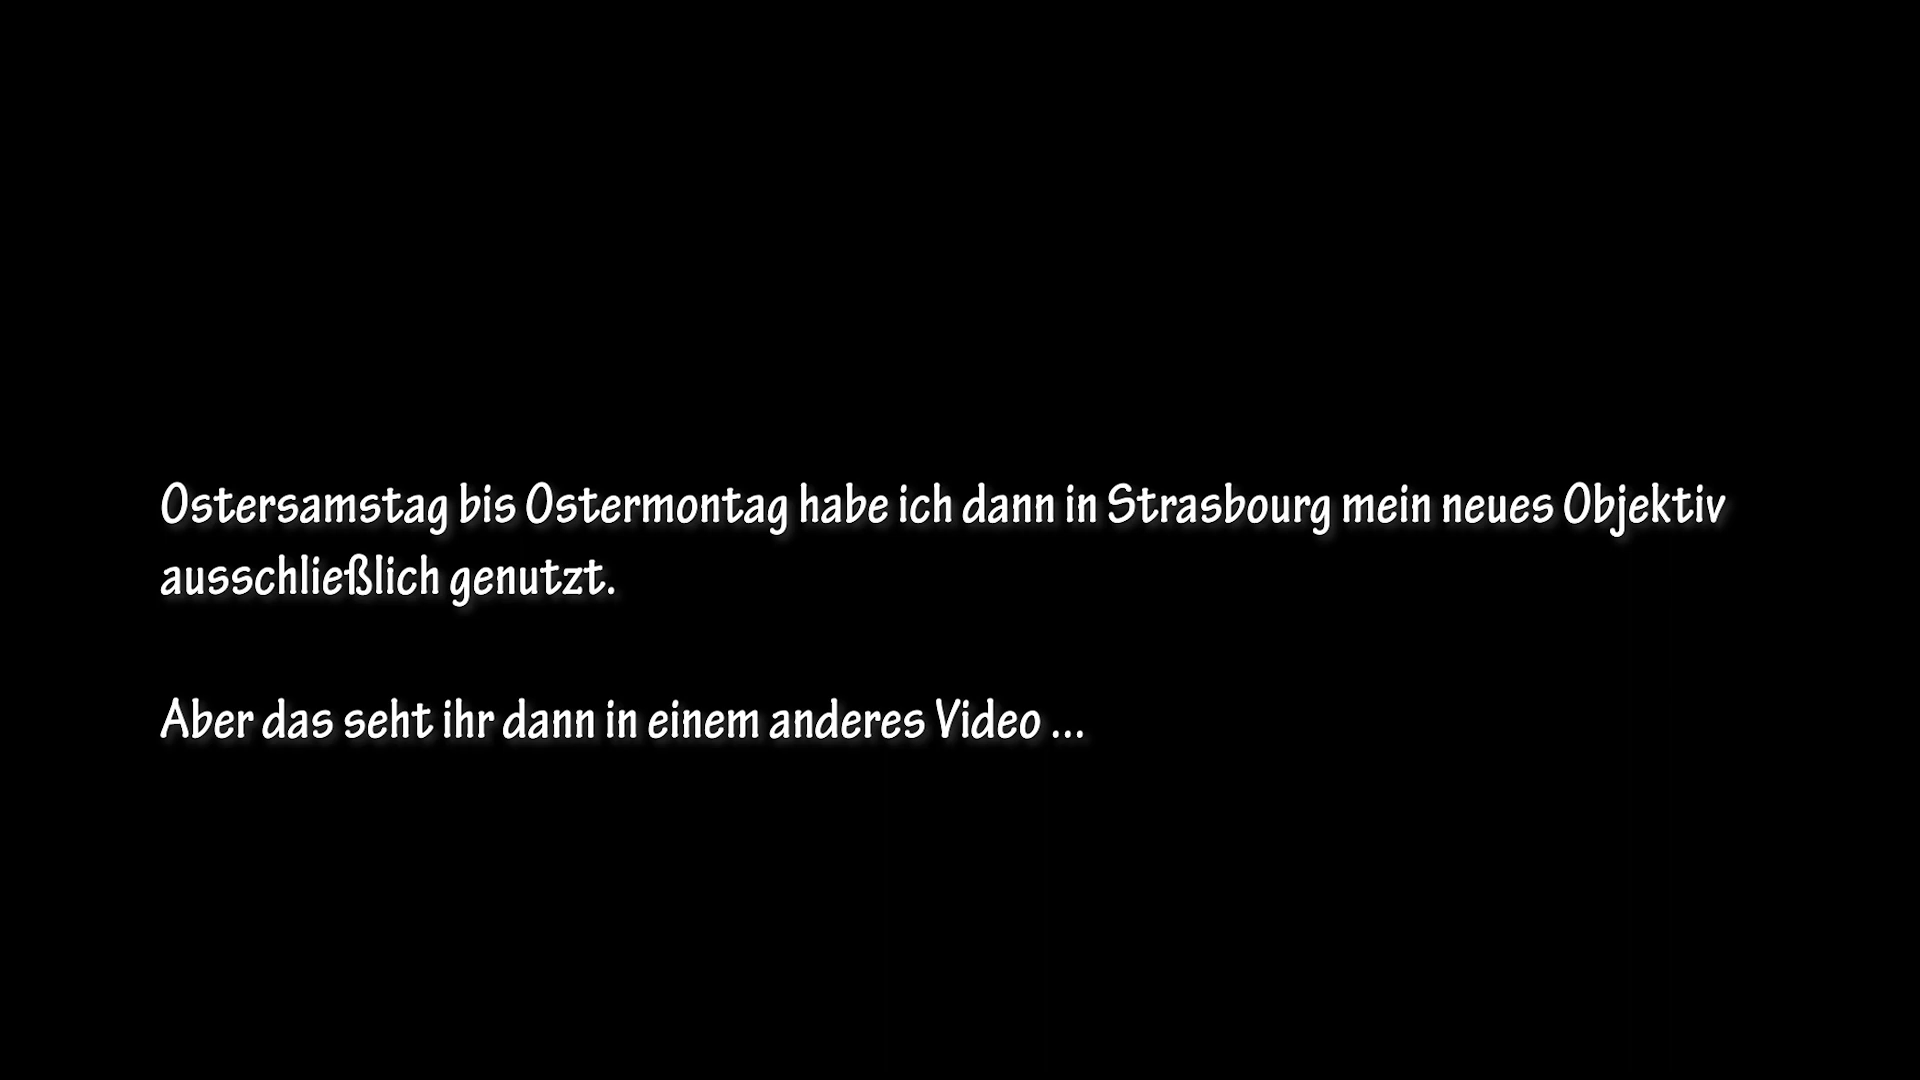 Ostersamstag bis Ostermontag habe ich dann in Strasbourg mein neues Objektiv
ausschließlich genutzt.
Aber das seht ihr dann in einem anderes Video ...